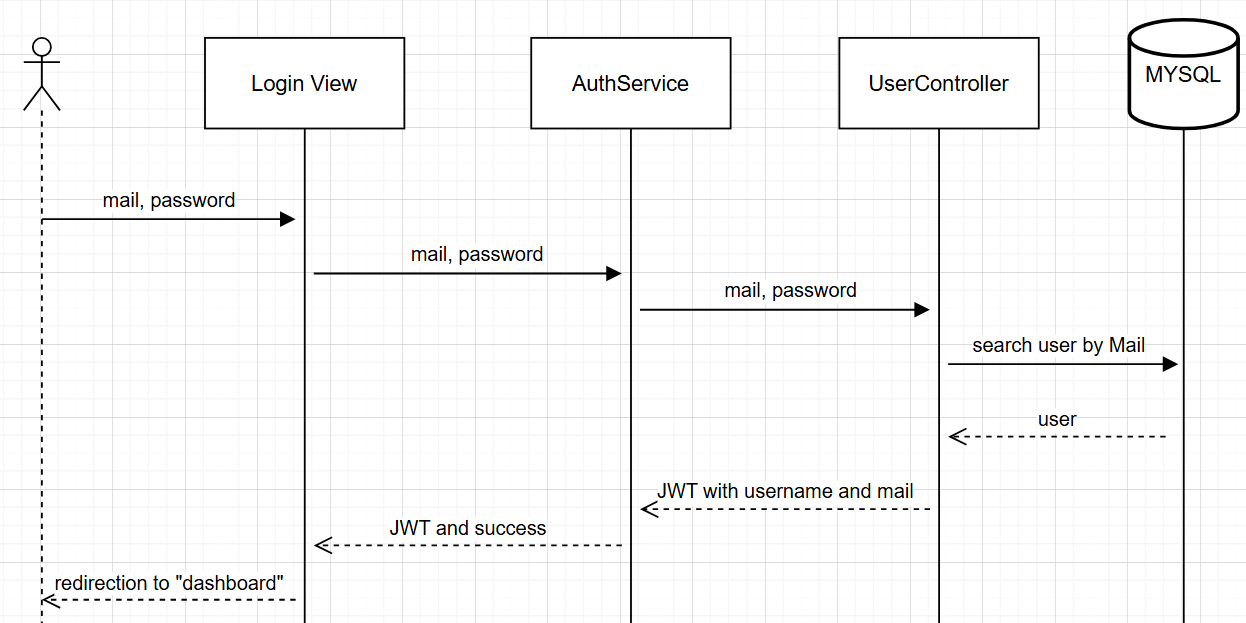 Login View
AuthService
UserController
MYSQL
mail, password
mail, password
mail, password
search user by Mail
user
JWT with username and mail
JWT and success
redirection to "dashboard"